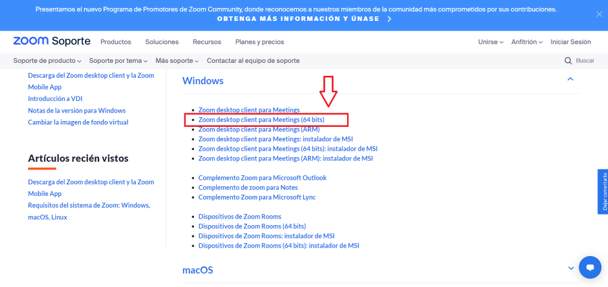 Presentamos el nuevo Programa de Promotores de Zoom Community, donde reconocemos a nuestros miembros de la comunidad más comprometidos por sus contribuciones.
OBTENGA MÁS INFORMACIÓN Y ÚNASE
zoom Soporte Productos Soluciones Recursos Planes y precios Unirse Anfitrión Iniciar Sesión
Soporte de producto Soporte por tema Más soporte Contactar al equipo de soporte Buscar
Descarga del Zoom desktop client y la Zoom
Mobile App
Introducción a VDI
Notas de la versión para Windows
Cambiar la imagen de fondo virtual
Artículos recién vistos
Descarga del Zoom desktop client y la Zoom
Mobile App
Requisitos del sistema de Zoom: Windows,
macOS, Linux
Windows
Zoom desktop client para Meetings
Zoom desktop client para Meetings (64 bits)
Zoom desktop client para Meetings (ARM)
Zoom desktop client para Meetings: instalador de MSI
Zoom desktop client para Meetings (64 bits): instalador de MSI
Zoom desktop client para Meetings (ARM): instalador de MSI
Complemento Zoom para Microsoft Outlook
Complemento de zoom para Notes
Complemento Zoom para Microsoft Lync
Dispositivos de Zoom Rooms
Dispositivos de Zoom Rooms (64 bits)
Dispositivos de Zoom Rooms: instalador de MSI
Dispositivos de Zoom Rooms (64 bits): instalador de MSI
macOS
Dejar comentario